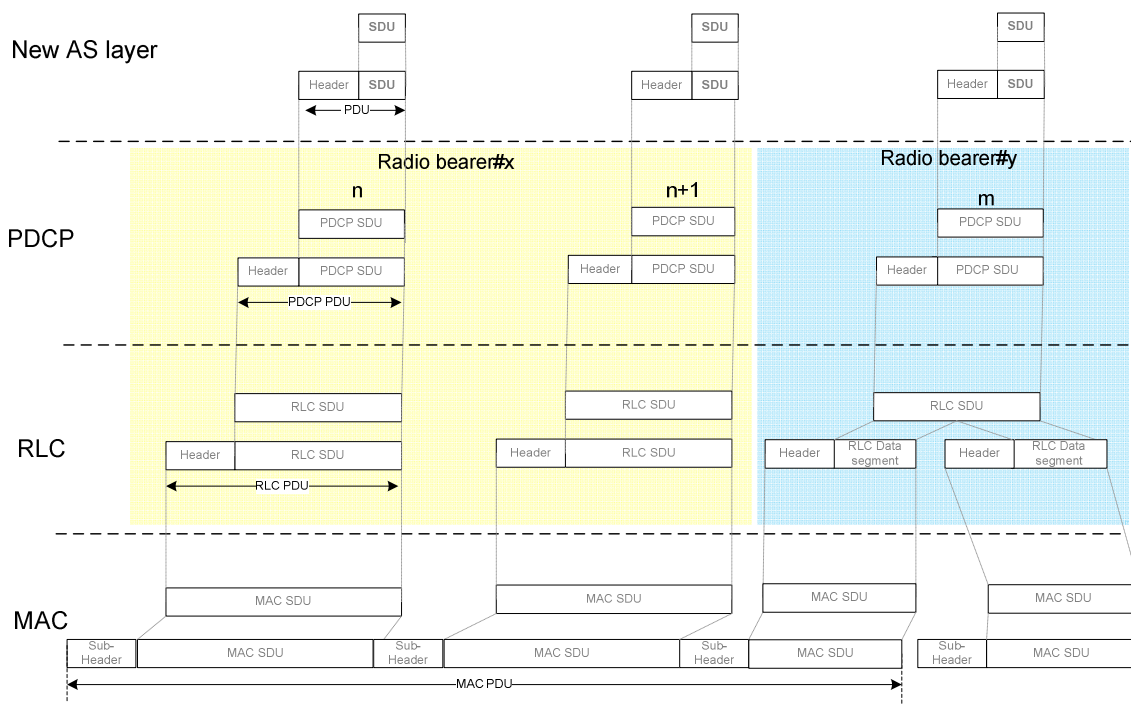 SDU SDU SDU
New AS layer
Header SDU Header SDU Header SDU
PDU
Radio bearer#x Radio bearer#y
n n+1 m
PDCP SDU PDCP SDU PDCP SDU
PDCP
Header PDCP SDU Header PDCP SDU Header PDCP SDU
PDCP PDU
RLC SDU RLC SDU RLC SDU
RLC
Header RLC SDU Header RLC SDU Header RLC Data segment Header RLC Data segment
RLC PDU
MAC SDU MAC SDU MAC SDU MAC SDU
MAC
Sub-Header MAC SDU Sub-Header MAC SDU Sub-Header MAC SDU Sub-Header MAC SDU
MAC PDU